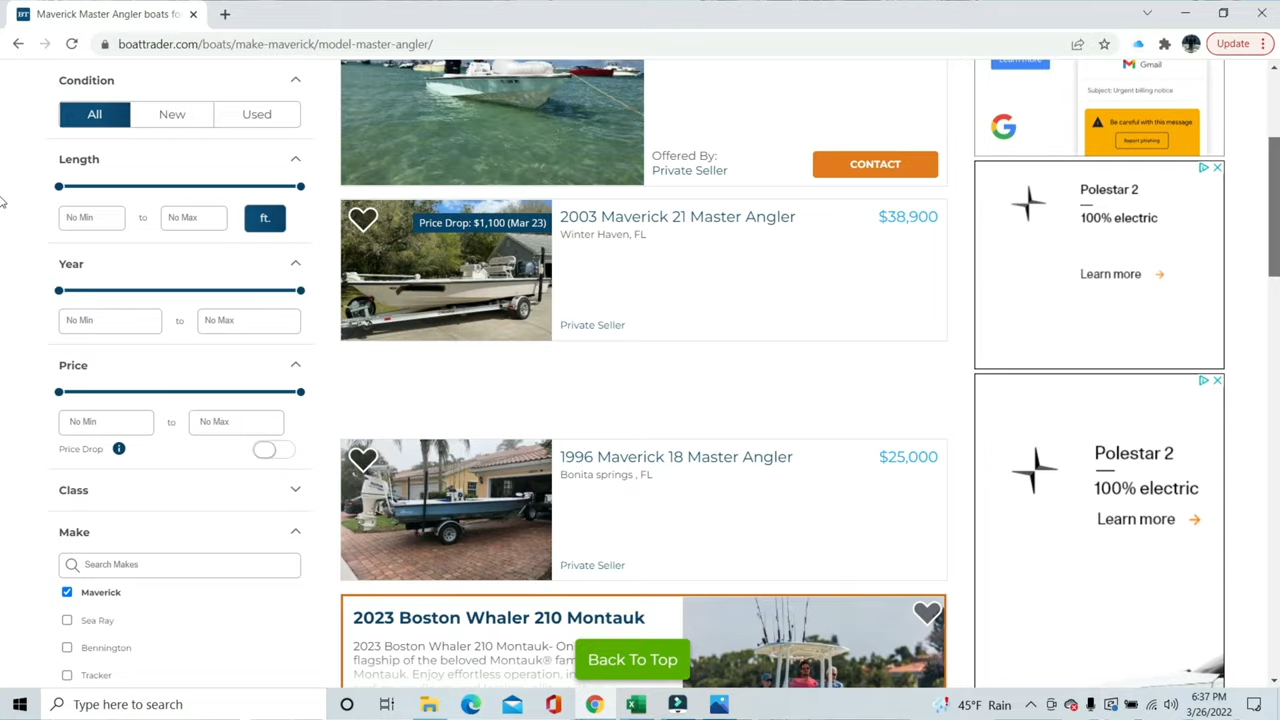 BT Maverick Master Angler boats fo
boattrader.com/boats/make-maverick/model-master-angler/
Update
Condition
All
New
Used
Length
No Min
to
No Max
ft.
Year
No Min
to
No Max
Price
No Min
to
No Max
Price Drop
Class
Make
Search Makes
Maverick
Sea Ray
Bennington
Tracker
Offered By:
Private Seller
CONTACT
Price Drop: $1,100 (Mar 23)
2003 Maverick 21 Master Angler
$38,900
Winter Haven, FL
Private Seller
1996 Maverick 18 Master Angler
$25,000
Bonita springs , FL
Private Seller
2023 Boston Whaler 210 Montauk
2023 Boston Whaler 210 Montauk- On
flagship of the beloved Montauk® fam
Montauk. Enjoy effortless operation, in
Back To Top
Learn more
Gmail
Subject: Urgent billing notice
Be careful with this message
Report phishing
Polestar 2
100% electric
Learn more
Polestar 2
100% electric
Learn more
Type here to search
45°F Rain
6:37 PM
3/26/2022